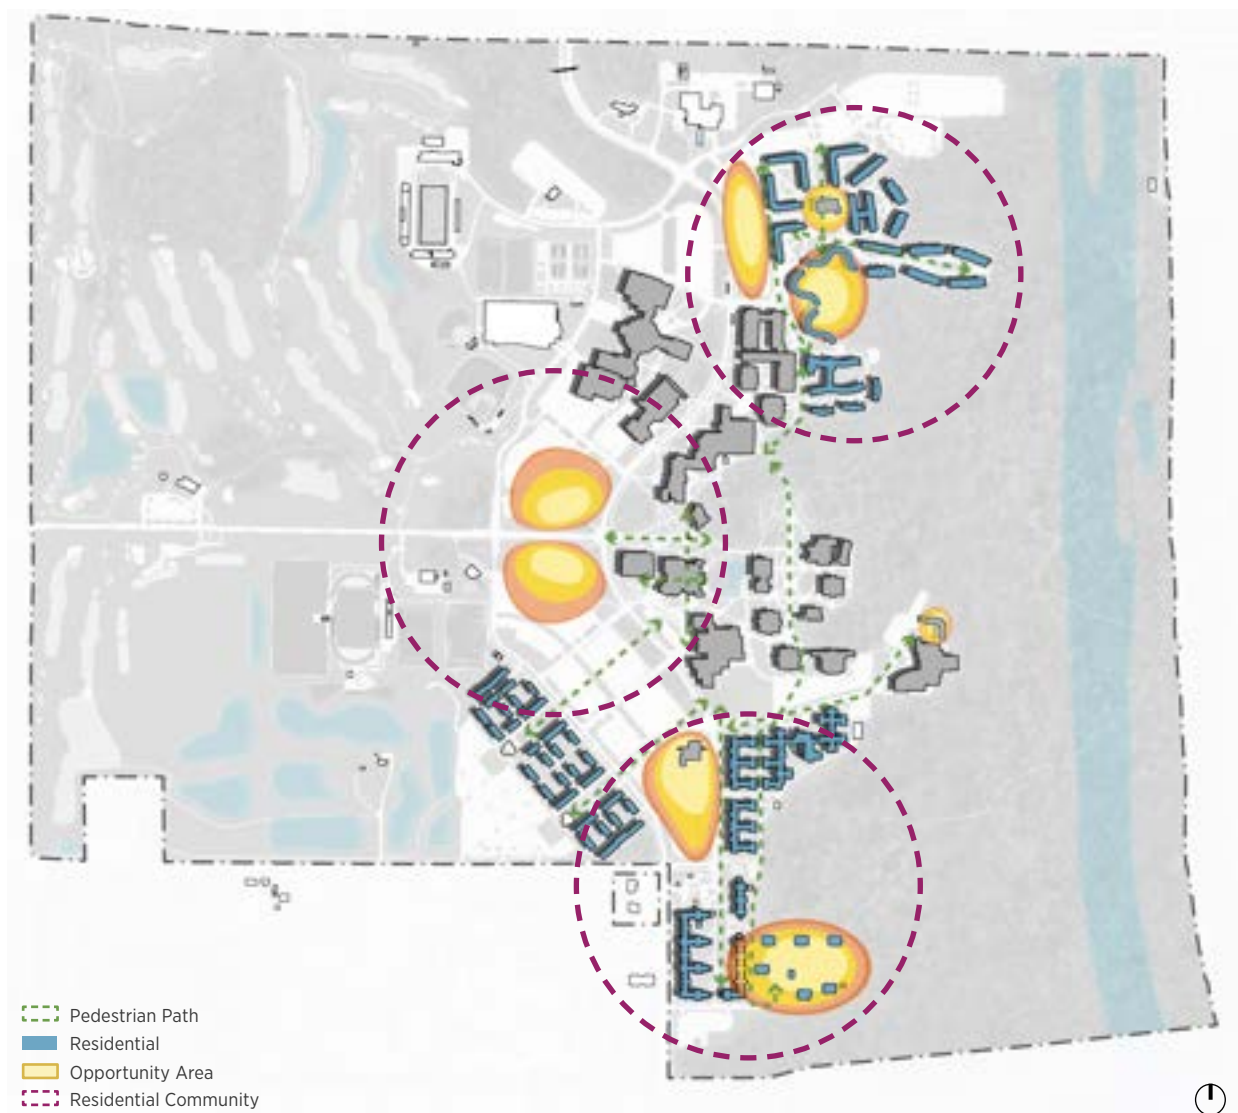 Pedestrian Path
Residential
Opportunity Area
Residential Community